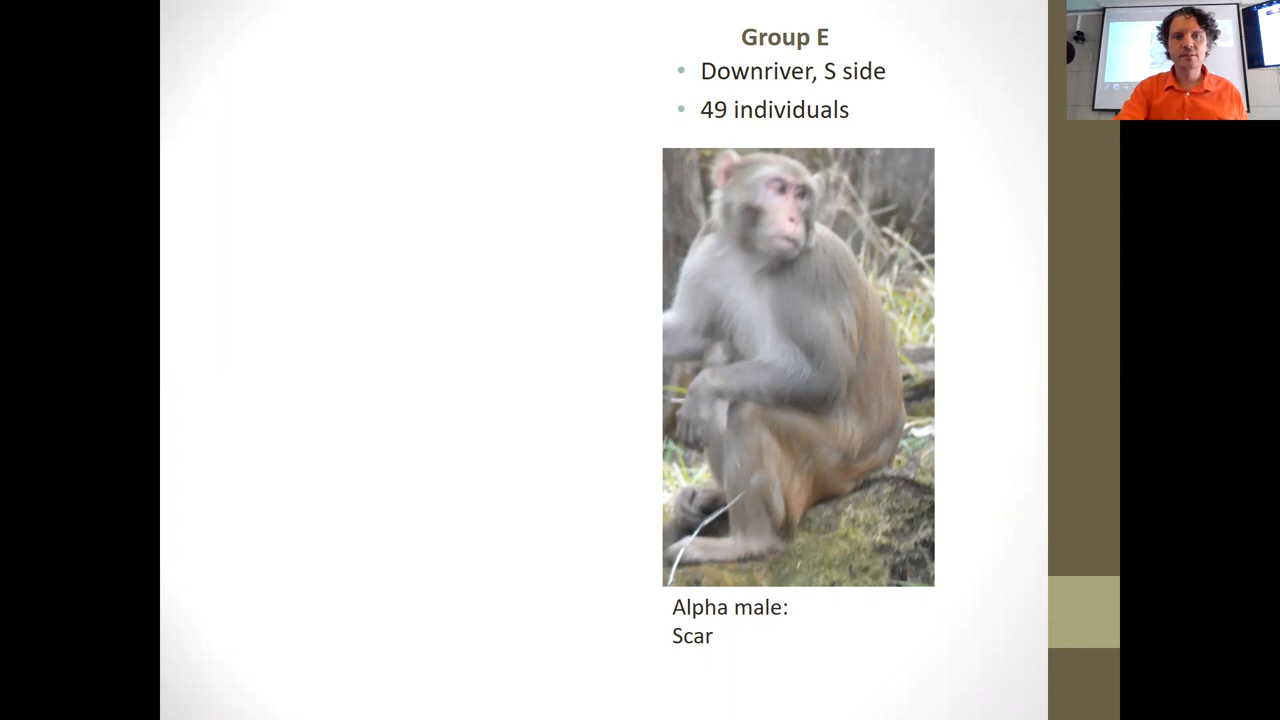 Group E
• Downriver, S side
• 49 individuals
Alpha male:
Scar